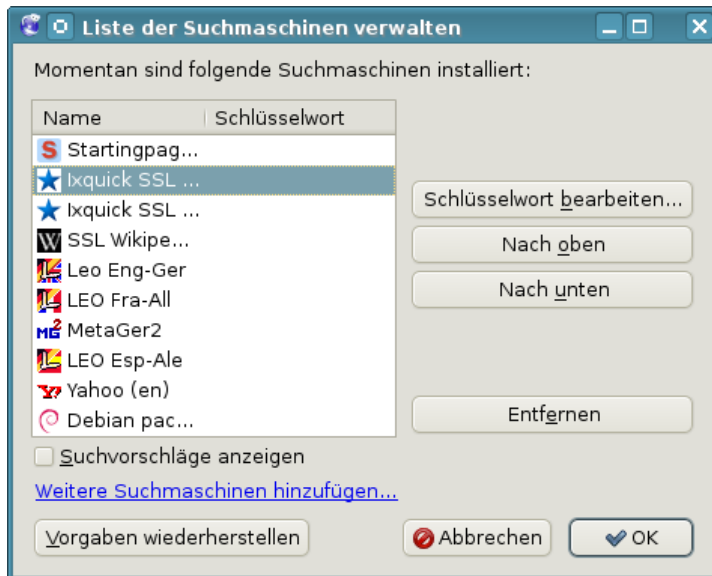 Liste der Suchmaschinen verwalten
Momentan sind folgende Suchmaschinen installiert:
Name Schlüsselwort
S Startingpag...
Ixquick SSL ...
Ixquick SSL ...
W SSL Wikipe...
Leo Eng-Ger
LEO Fra-All
MG2 MetaGer2
LEO Esp-Ale
Y! Yahoo (en)
Debian pac...
Schlüsselwort bearbeiten...
Nach oben
Nach unten
Entfernen
Suchvorschläge anzeigen
Weitere Suchmaschinen hinzufügen...
Vorgaben wiederherstellen
Abbrechen
OK